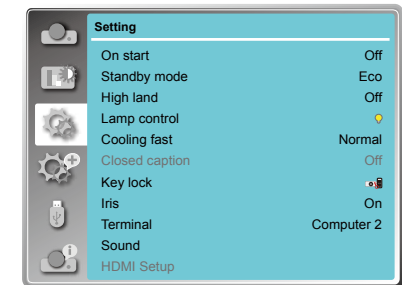 Setting
On start Off
Standby mode Eco
High land Off
Lamp control
Cooling fast Normal
Closed caption Off
Key lock
Iris On
Terminal Computer 2
Sound
HDMI Setup